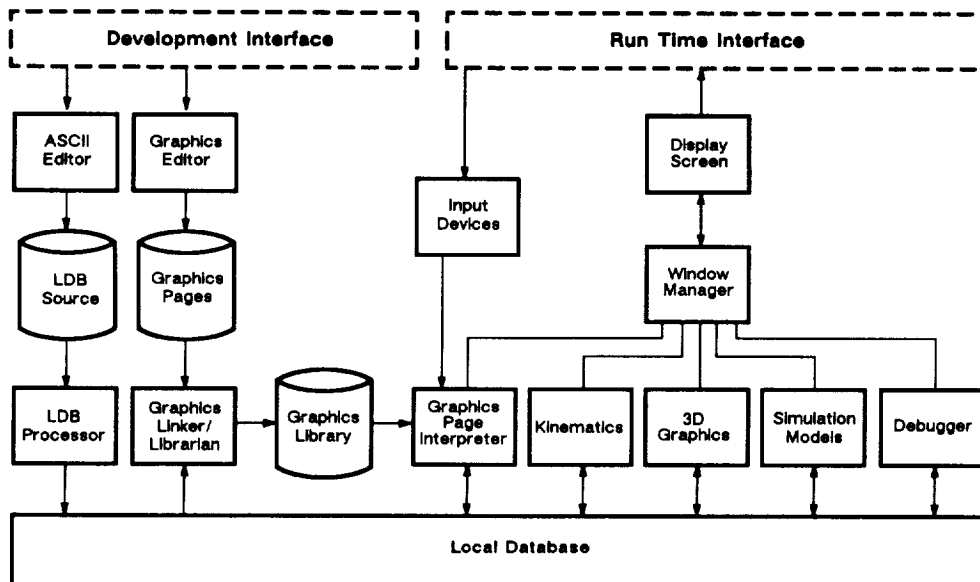 Development Interface
Run Time Interface
ASCII
Editor
Graphics
Editor
Display
Screen
Input
Devices
LDB
Source
Graphics
Pages
Window
Manager
LDB
Processor
Graphics
Linker/
Librarian
Graphics
Library
Graphics
Page
Interpreter
Kinematics
3D
Graphics
Simulation
Models
Debugger
Local Database